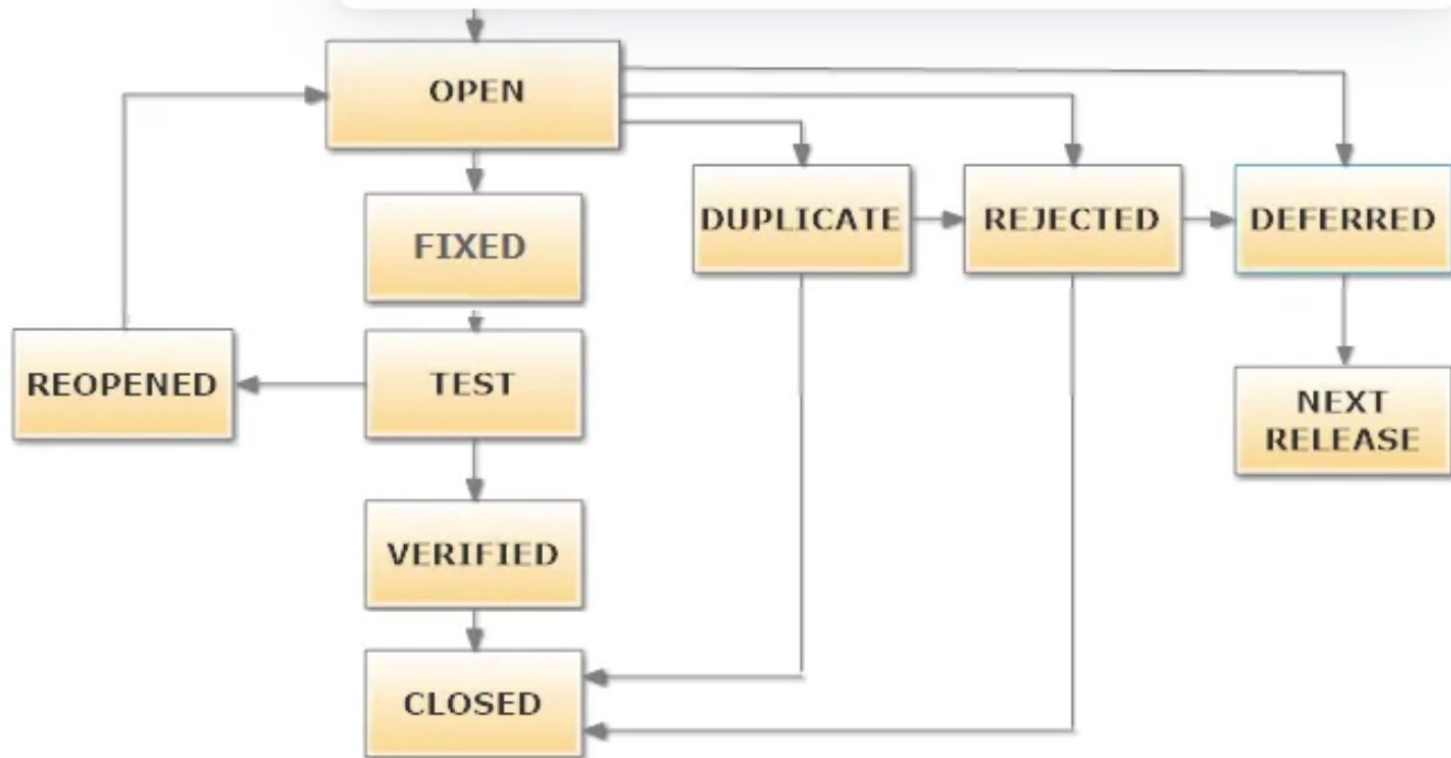 OPEN
FIXED
DUPLICATE
REJECTED
DEFERRED
REOPENED
TEST
NEXT
RELEASE
VERIFIED
CLOSED